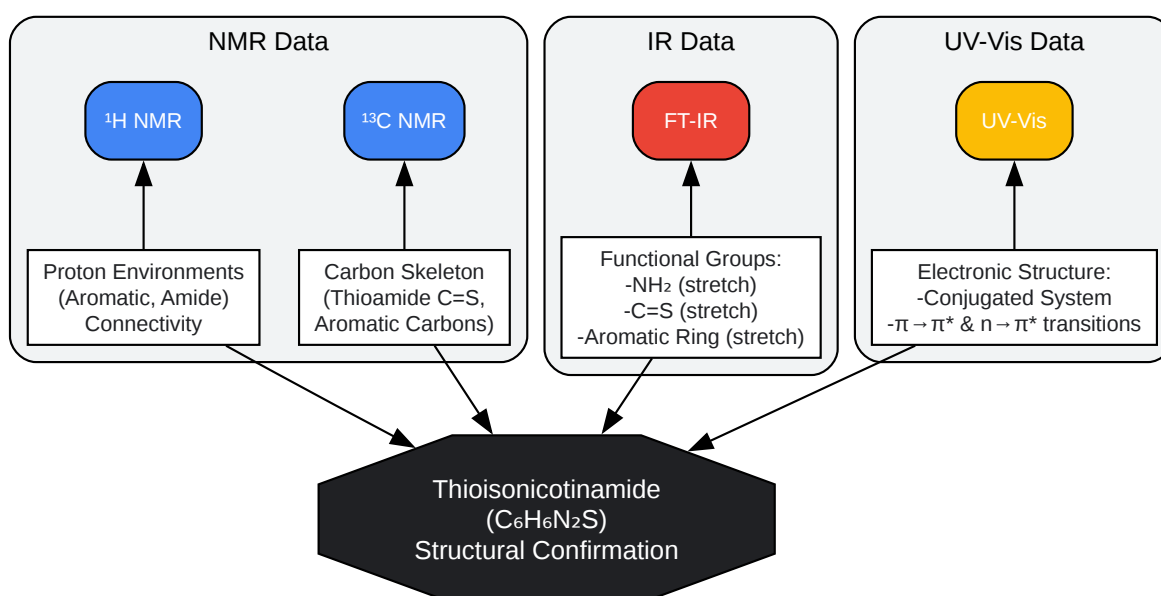 NMR Data
¹H NMR
¹³C NMR
Proton Environments
(Aromatic, Amide)
Connectivity
Carbon Skeleton
(Thioamide C=S,
Aromatic Carbons)
IR Data
FT-IR
Functional Groups:
-NH₂ (stretch)
-C=S (stretch)
-Aromatic Ring (stretch)
UV-Vis Data
UV-Vis
Electronic Structure:
-Conjugated System
-π→π* & n→π* transitions
Thioisonicotinamide
(C₆H₆N₂S)
Structural Confirmation